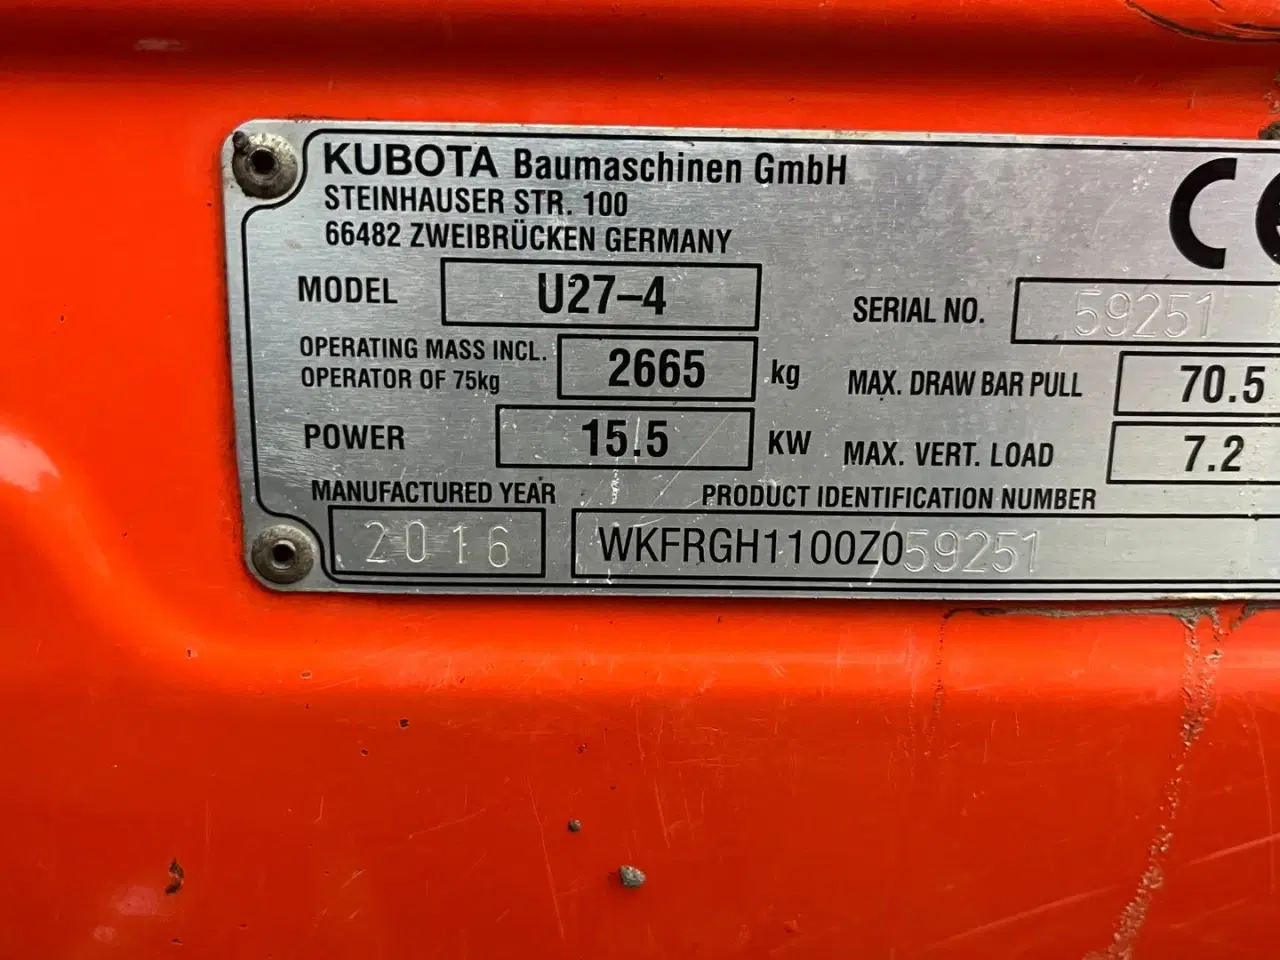 KUBOTA Baumaschinen GmbH
STEINHAUSER STR. 100
66482 ZWEIBRÜCKEN GERMANY
CE
MODEL U27–4
SERIAL NO. 59251
OPERATING MASS INCL.
OPERATOR OF 75kg 2665 kg
MAX. DRAW BAR PULL 70.5
POWER 15.5 KW
MAX. VERT. LOAD 7.2
MANUFACTURED YEAR
2016
PRODUCT IDENTIFICATION NUMBER
WKFRGH1100Z059251